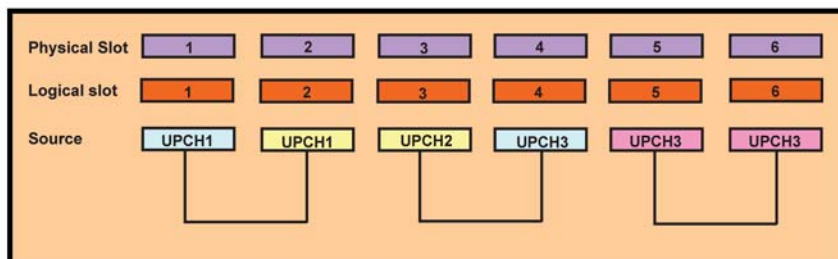 Physical Slot 1 2 3 4 5 6
Logical slot 1 2 3 4 5 6
Source UPCH1 UPCH1 UPCH2 UPCH3 UPCH3 UPCH3